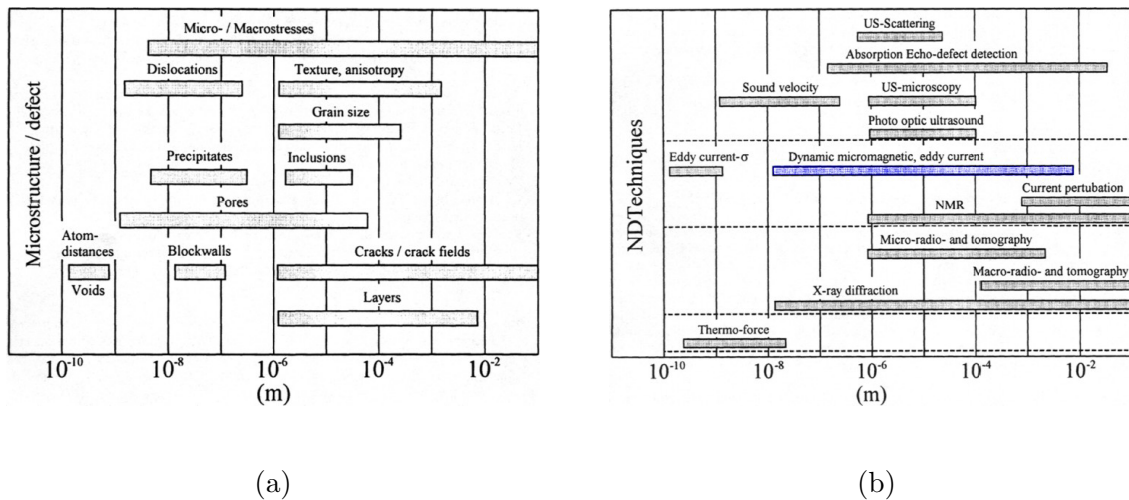 Microstructure / defect
Micro- / Macrostresses
Dislocations
Texture, anisotropy
Grain size
Precipitates
Inclusions
Pores
Atom-
distances
Blockwalls
Cracks / crack fields
Voids
Layers
10⁻¹⁰ 10⁻⁸ 10⁻⁶ 10⁻⁴ 10⁻²
(m)
(a)
NDTechniques
US-Scattering
Absorption Echo-defect detection
Sound velocity
US-microscopy
Photo optic ultrasound
Eddy current-σ
Dynamic micromagnetic, eddy current
Current pertubation
NMR
Micro-radio- and tomography
Macro-radio- and tomography
X-ray diffraction
Thermo-force
10⁻¹⁰ 10⁻⁸ 10⁻⁶ 10⁻⁴ 10⁻²
(m)
(b)